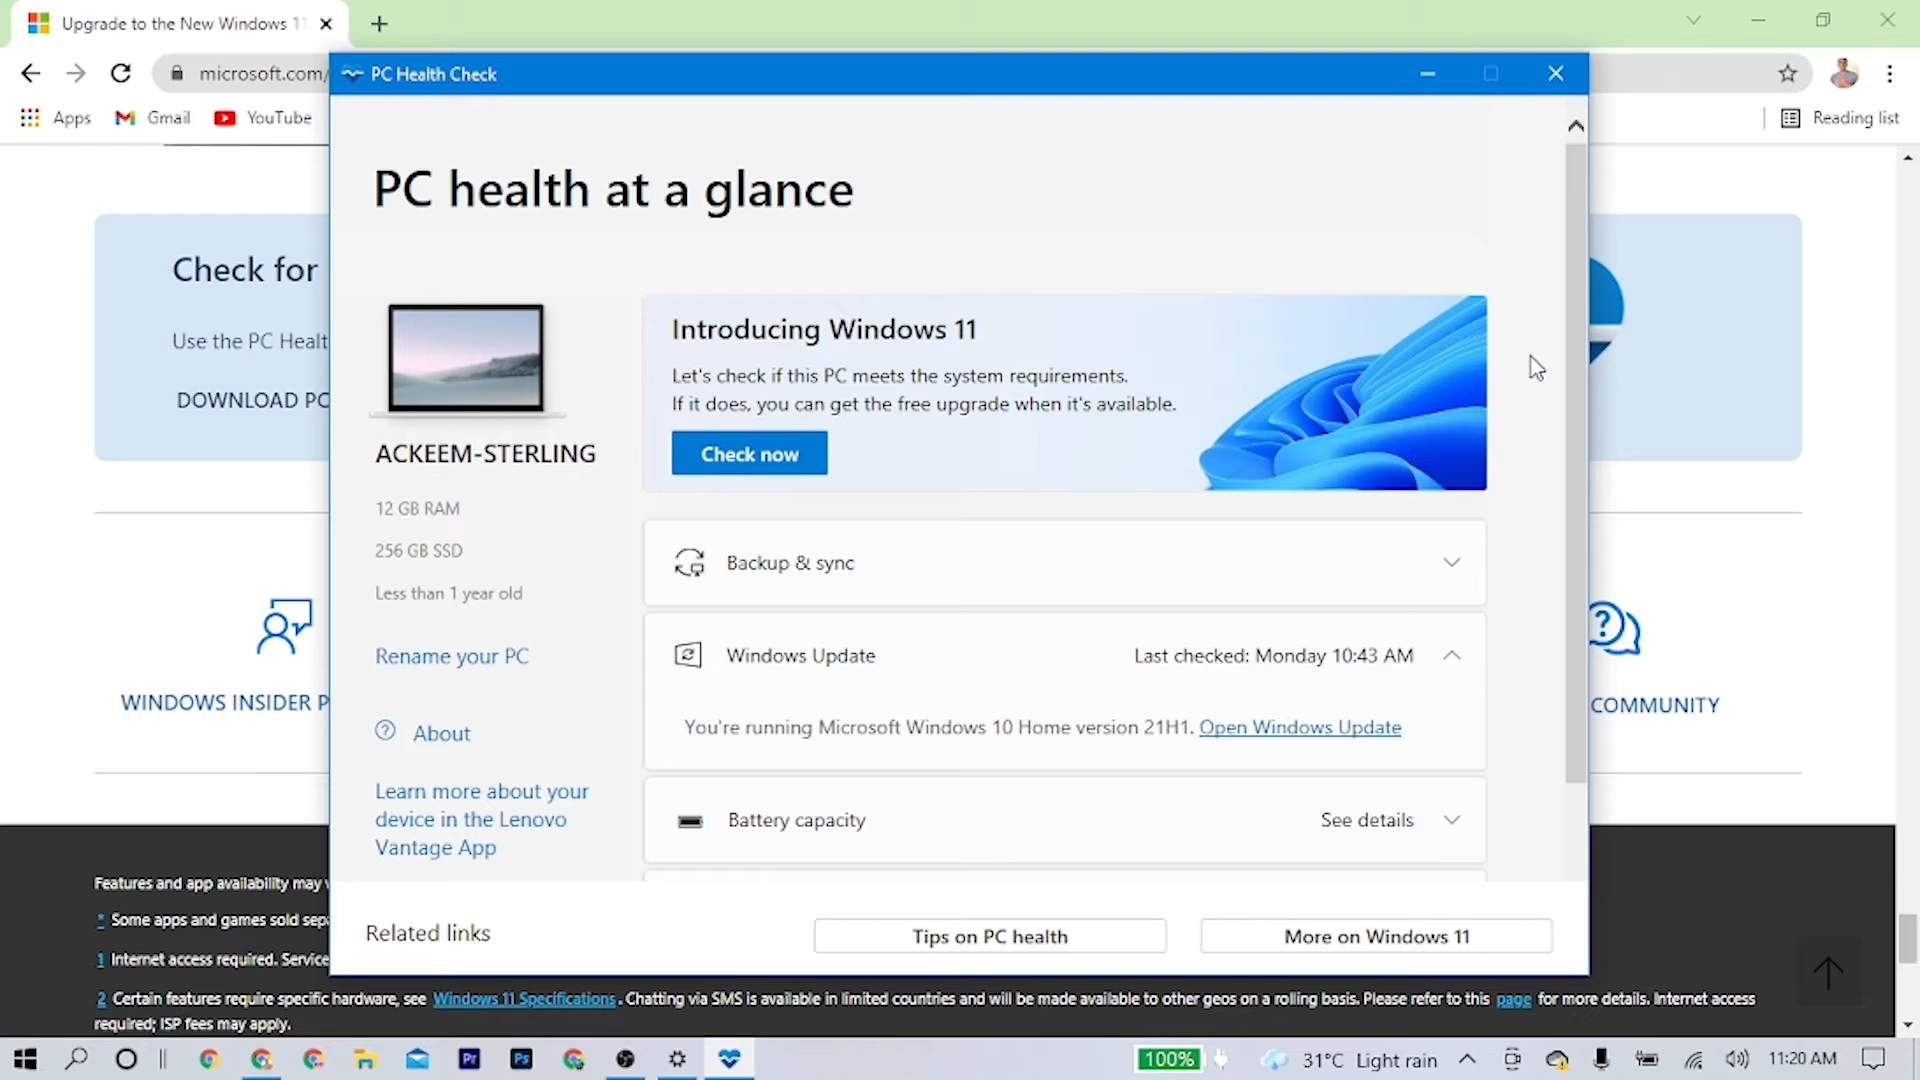 Upgrade to the New Windows 11
microsoft.com/
Apps
Gmail
YouTube
Reading list
PC Health Check
PC health at a glance
ACKEEM-STERLING
12 GB RAM
256 GB SSD
Less than 1 year old
Rename your PC
About
Learn more about your
device in the Lenovo
Vantage App
Introducing Windows 11
Let's check if this PC meets the system requirements.
If it does, you can get the free upgrade when it's available.
Check now
Backup & sync
Windows Update
Last checked: Monday 10:43 AM
You're running Microsoft Windows 10 Home version 21H1. Open Windows Update
Battery capacity
See details
Related links
Tips on PC health
More on Windows 11
Check for
Use the PC Healt
DOWNLOAD PC
WINDOWS INSIDER P
COMMUNITY
Features and app availability may v
* Some apps and games sold sepa
1 Internet access required. Service
2 Certain features require specific hardware, see Windows 11 Specifications. Chatting via SMS is available in limited countries and will be made available to other geos on a rolling basis. Please refer to this page for more details. Internet access
required; ISP fees may apply.
Pr
Ps
100%
31°C Light rain
11:20 AM